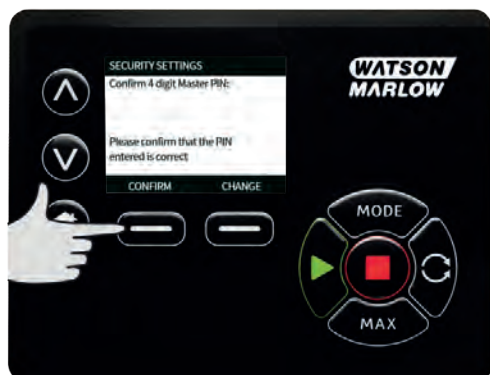 SECURITY SETTINGS
Confirm 4 digit Master PIN:
Please confirm that the PIN
entered is correct
CONFIRM CHANGE
WATSON
MARLOW
MODE
MAX